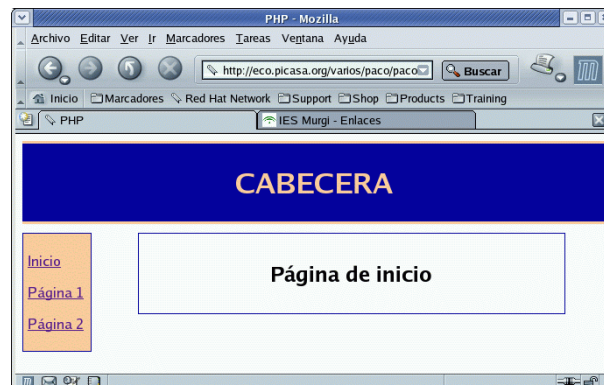 PHP - Mozilla
Archivo Editar Ver Ir Marcadores Tareas Ventana Ayuda
http://eco.picasa.org/varios/paco/paco Buscar
Inicio Marcadores Red Hat Network Support Shop Products Training
PHP IES Murgi - Enlaces
CABECERA
Inicio
Página 1
Página 2
Página de inicio